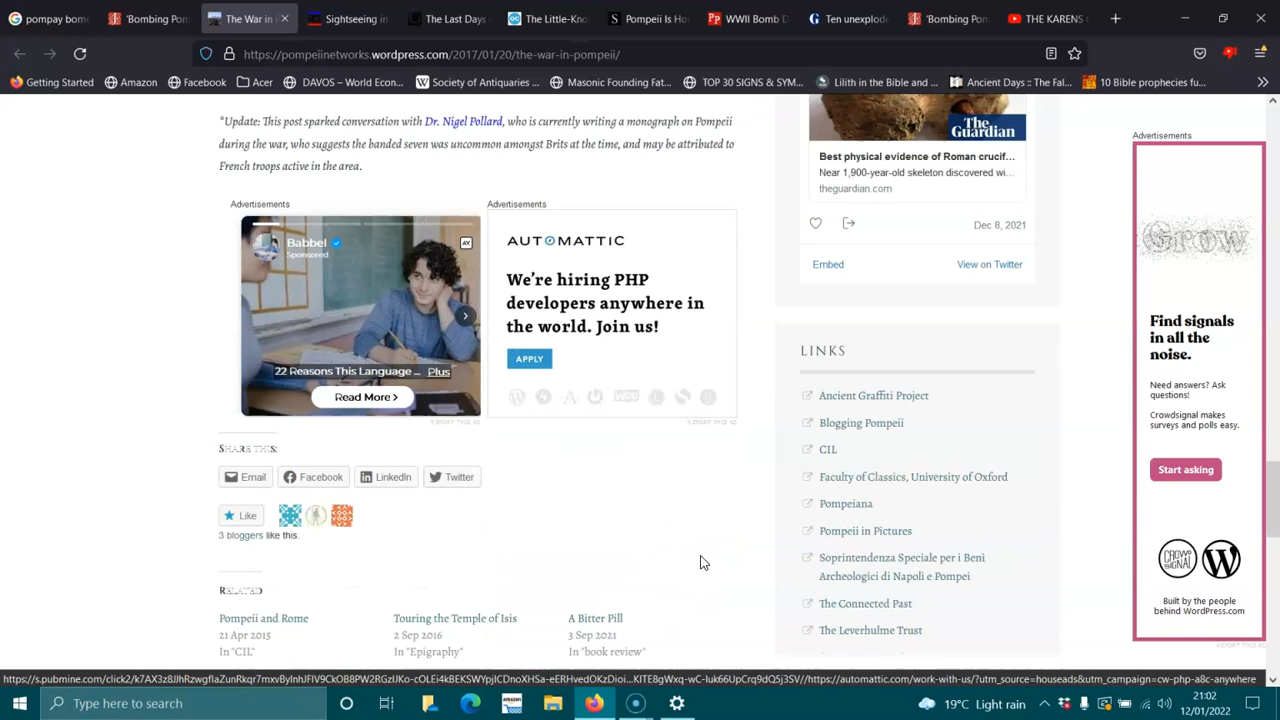 pompay bom
'Bombing Pom
The War in
Sightseeing in
The Last Days
The Little-Kno
Pompeii Is Ho
WWII Bomb D
Ten unexplode
'Bombing Pom
THE KARENS (
https://pompeiinetworks.wordpress.com/2017/01/20/the-war-in-pompeii/
Getting Started
Amazon
Facebook
Acer
DAVOS – World Econ...
Society of Antiquaries ...
Masonic Founding Fat...
TOP 30 SIGNS & SYM...
Lilith in the Bible and ...
Ancient Days :: The Fal...
10 Bible prophecies fu...
*Update: This post sparked conversation with Dr. Nigel Pollard, who is currently writing a monograph on Pompeii
during the war, who suggests the banded seven was uncommon amongst Brits at the time, and may be attributed to
French troops active in the area.
Advertisements
Babbel
Sponsored
22 Reasons This Language ... Plus
Read More >
Advertisements
AUTOMATTIC
We're hiring PHP
developers anywhere in
the world. Join us!
APPLY
REPORT THIS AD
REPORT THIS AD
Share this:
Email
Facebook
LinkedIn
Twitter
Like
3 bloggers like this.
Related
Pompeii and Rome
21 Apr 2015
In "CIL"
Touring the Temple of Isis
2 Sep 2016
In "Epigraphy"
A Bitter Pill
3 Sep 2021
In "book review"
The Guardian
Best physical evidence of Roman crucif...
Near 1,900-year-old skeleton discovered wi...
theguardian.com
Dec 8, 2021
Embed
View on Twitter
LINKS
Ancient Graffiti Project
Blogging Pompeii
CIL
Faculty of Classics, University of Oxford
Pompeiana
Pompeii in Pictures
Soprintendenza Speciale per i Beni
Archeologici di Napoli e Pompei
The Connected Past
The Leverhulme Trust
Advertisements
Grow
Find signals
in all the
noise.
Need answers? Ask
questions!
Crowdsignal makes
surveys and polls easy.
Start asking
CROWDSIGNAL
Built by the people
behind WordPress.com
REPORT THIS AD
Type here to search
19°C Light rain
21:02
12/01/2022